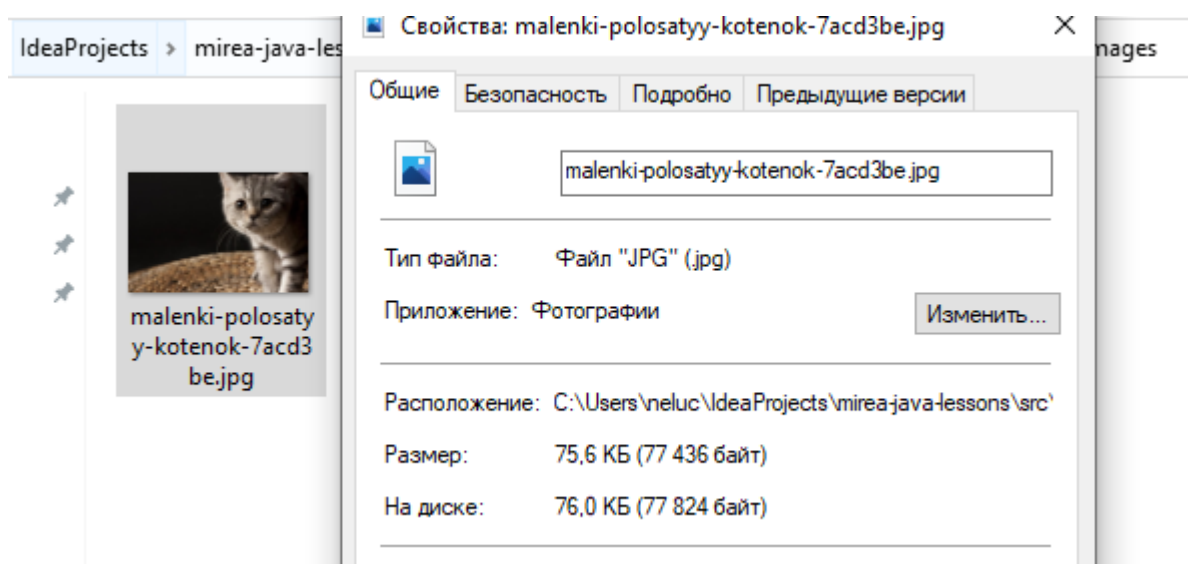 Свойства: malenki-polosatyy-kotenok-7acd3be.jpg
IdeaProjects > mirea-java-les
mages
Общие Безопасность Подробно Предыдущие версии
malenki-polosatyy-kotenok-7acd3be.jpg
Тип файла: Файл "JPG" (.jpg)
Приложение: Фотографии Изменить...
malenki-polosaty
y-kotenok-7acd3
be.jpg
Расположение: C:\Users\neluc\IdeaProjects\mirea-java-lessons\src\
Размер: 75,6 КБ (77 436 байт)
На диске: 76,0 КБ (77 824 байт)